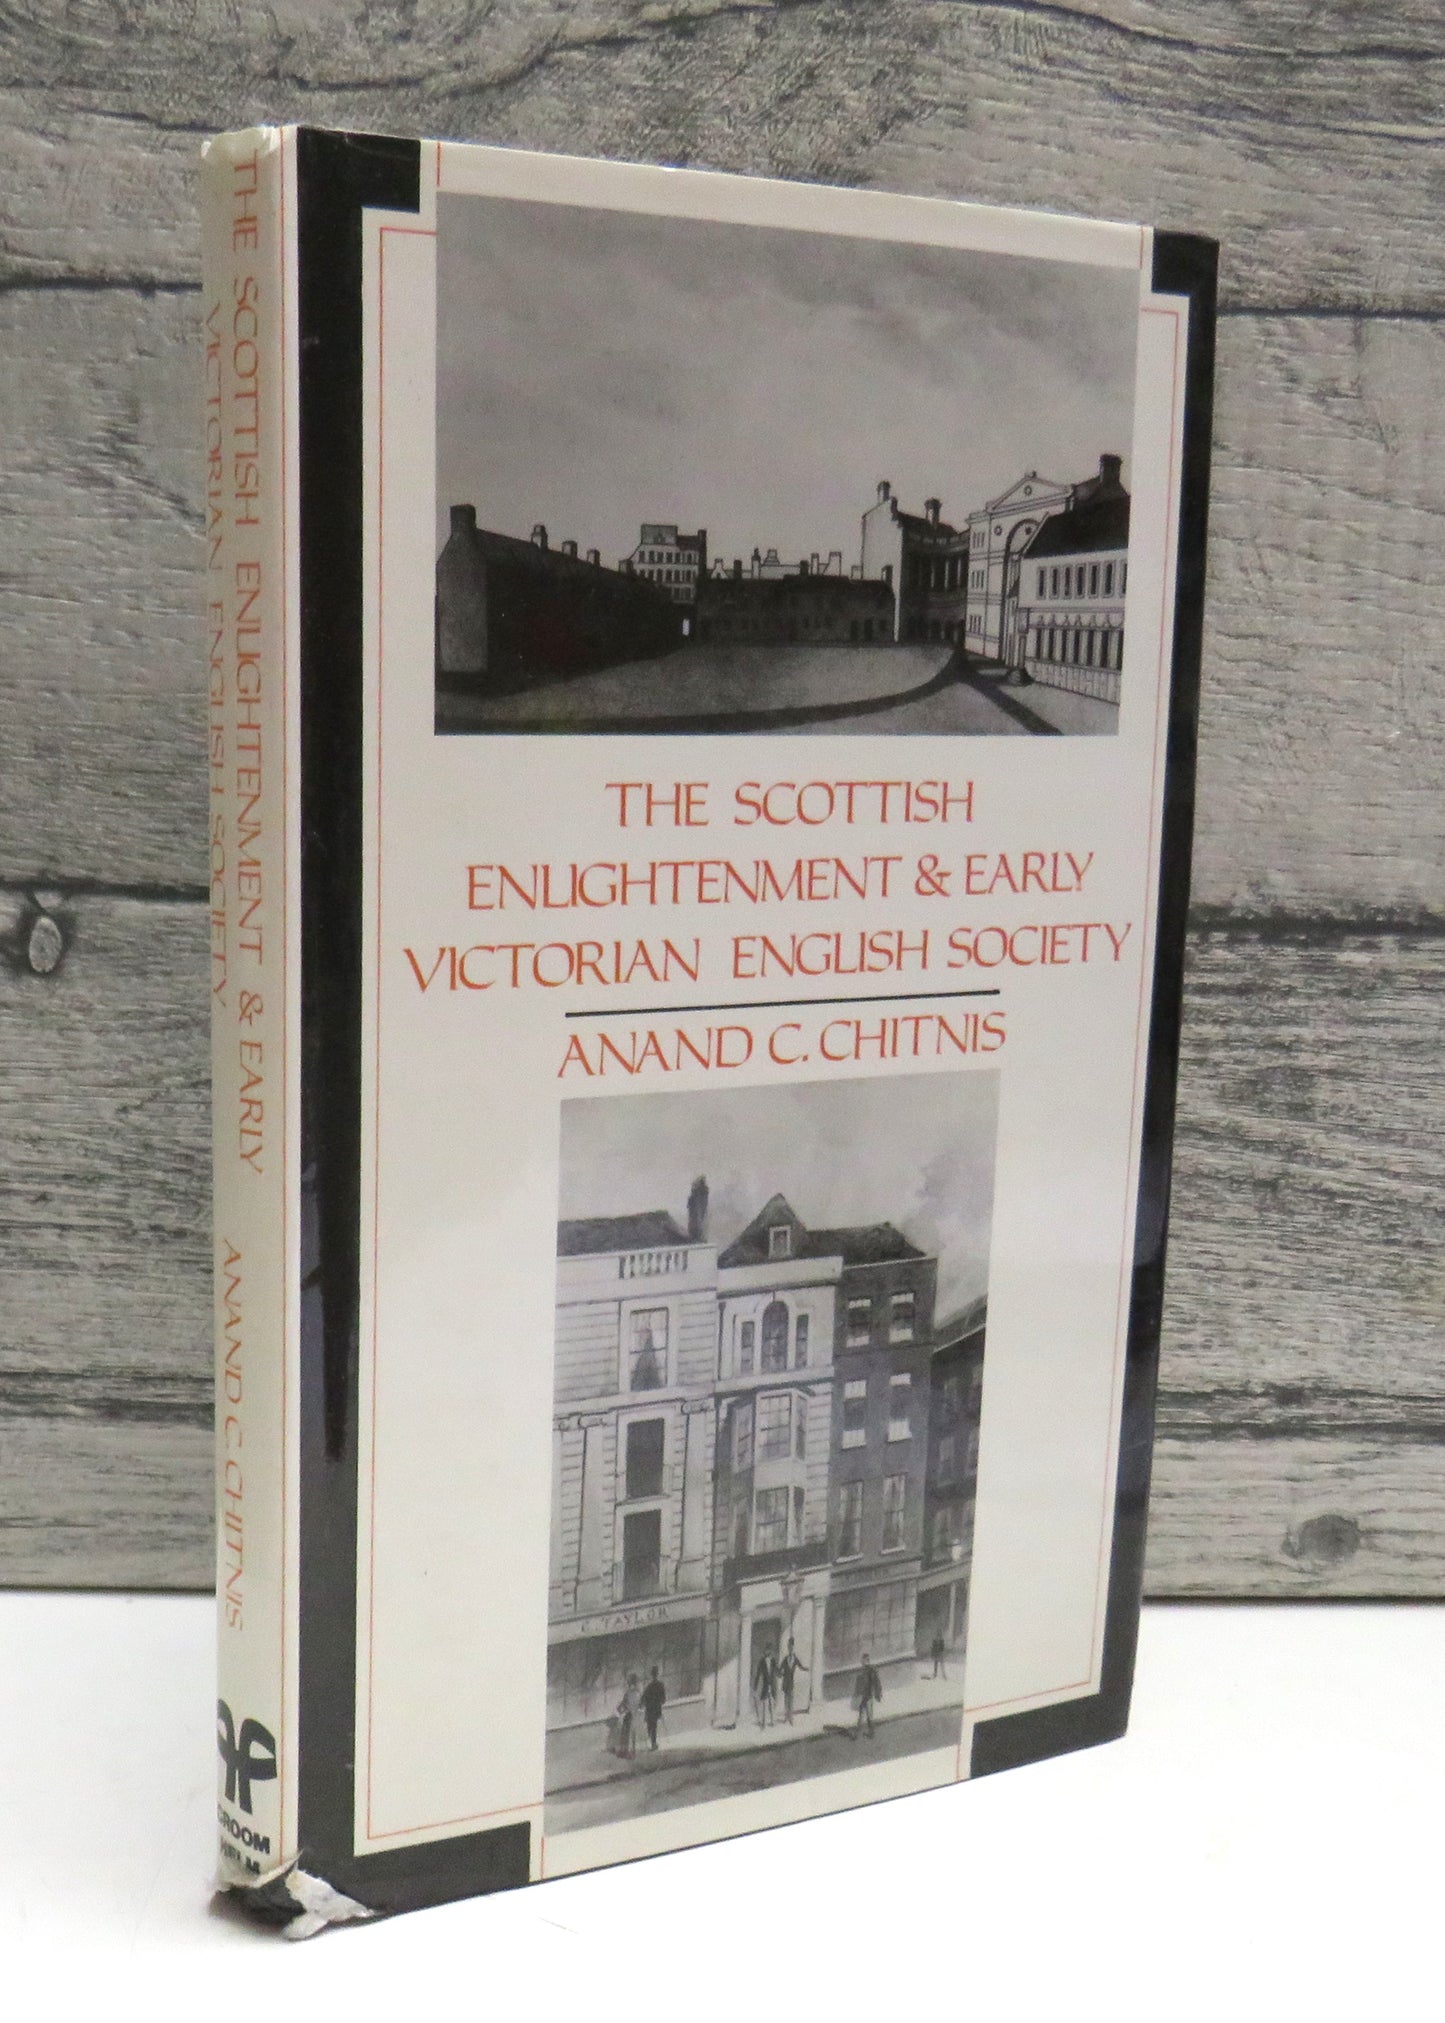 THE SCOTTISH ENLIGHTENMENT & EARLY
VICTORIAN ENGLISH SOCIETY
ANAND C. CHITNIS
CROOM
HELM
THE SCOTTISH
ENLIGHTENMENT & EARLY
VICTORIAN ENGLISH SOCIETY
ANAND C. CHITNIS
C. TAYLOR